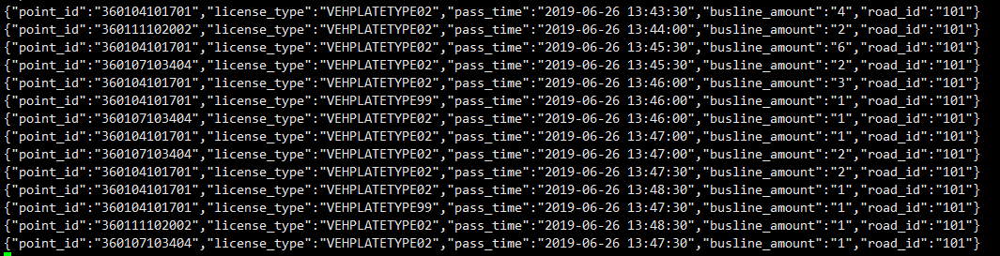 {"point_id":"360104101701","license_type":"VEHPLATETYPE02","pass_time":"2019-06-26 13:43:30","busline_amount":"4","road_id":"101"}
{"point_id":"360111102002","license_type":"VEHPLATETYPE02","pass_time":"2019-06-26 13:44:00","busline_amount":"2","road_id":"101"}
{"point_id":"360104101701","license_type":"VEHPLATETYPE02","pass_time":"2019-06-26 13:45:30","busline_amount":"6","road_id":"101"}
{"point_id":"360107103404","license_type":"VEHPLATETYPE02","pass_time":"2019-06-26 13:45:30","busline_amount":"2","road_id":"101"}
{"point_id":"360104101701","license_type":"VEHPLATETYPE02","pass_time":"2019-06-26 13:46:00","busline_amount":"3","road_id":"101"}
{"point_id":"360104101701","license_type":"VEHPLATETYPE99","pass_time":"2019-06-26 13:46:00","busline_amount":"1","road_id":"101"}
{"point_id":"360107103404","license_type":"VEHPLATETYPE02","pass_time":"2019-06-26 13:46:00","busline_amount":"1","road_id":"101"}
{"point_id":"360104101701","license_type":"VEHPLATETYPE02","pass_time":"2019-06-26 13:47:00","busline_amount":"1","road_id":"101"}
{"point_id":"360107103404","license_type":"VEHPLATETYPE02","pass_time":"2019-06-26 13:47:00","busline_amount":"2","road_id":"101"}
{"point_id":"360104101701","license_type":"VEHPLATETYPE02","pass_time":"2019-06-26 13:47:30","busline_amount":"2","road_id":"101"}
{"point_id":"360104101701","license_type":"VEHPLATETYPE02","pass_time":"2019-06-26 13:48:30","busline_amount":"1","road_id":"101"}
{"point_id":"360104101701","license_type":"VEHPLATETYPE99","pass_time":"2019-06-26 13:47:30","busline_amount":"1","road_id":"101"}
{"point_id":"360111102002","license_type":"VEHPLATETYPE02","pass_time":"2019-06-26 13:48:30","busline_amount":"1","road_id":"101"}
{"point_id":"360107103404","license_type":"VEHPLATETYPE02","pass_time":"2019-06-26 13:47:30","busline_amount":"1","road_id":"101"}